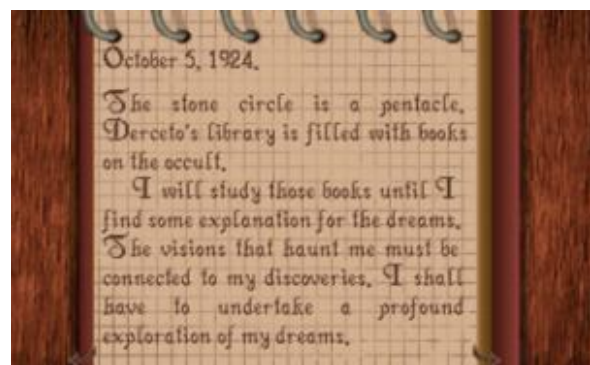 October 5, 1924.
The stone circle is a pentacle.
Derceto's library is filled with books
on the occult.
I will study those books until I
find some explanation for the dreams.
The visions that haunt me must be
connected to my discoveries. I shall
have to undertake a profound
exploration of my dreams.